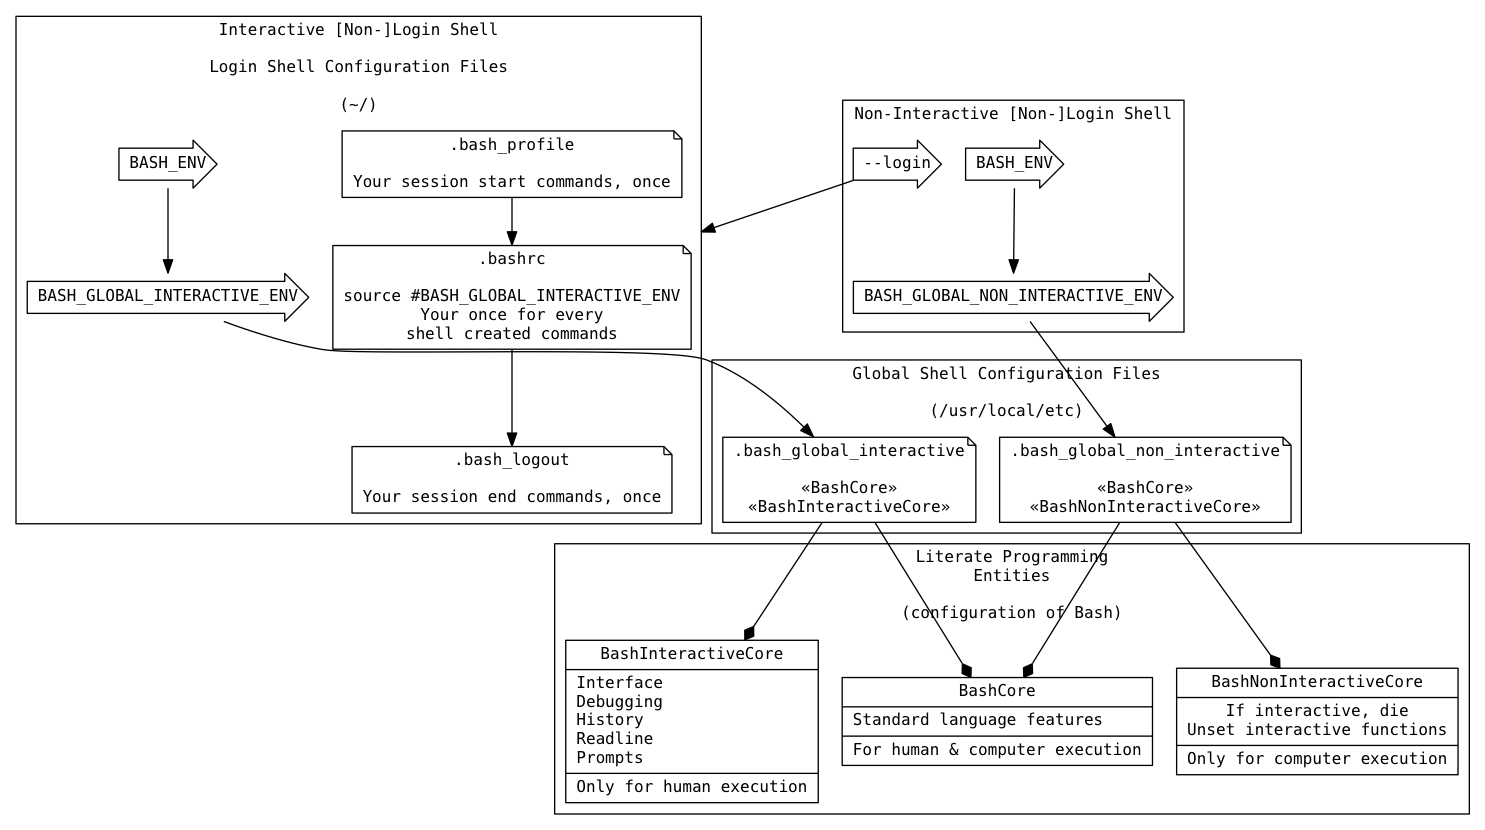 Interactive [Non-]Login Shell
Login Shell Configuration Files
(~/)
BASH_ENV
.bash_profile
Your session start commands, once
BASH_GLOBAL_INTERACTIVE_ENV
.bashrc
source #BASH_GLOBAL_INTERACTIVE_ENV
Your once for every
shell created commands
.bash_logout
Your session end commands, once
Non-Interactive [Non-]Login Shell
--login
BASH_ENV
BASH_GLOBAL_NON_INTERACTIVE_ENV
Global Shell Configuration Files
(/usr/local/etc)
.bash_global_interactive
«BashCore»
«BashInteractiveCore»
.bash_global_non_interactive
«BashCore»
«BashNonInteractiveCore»
Literate Programming
Entities
(configuration of Bash)
BashInteractiveCore
Interface
Debugging
History
Readline
Prompts
Only for human execution
BashCore
Standard language features
For human & computer execution
BashNonInteractiveCore
If interactive, die
Unset interactive functions
Only for computer execution